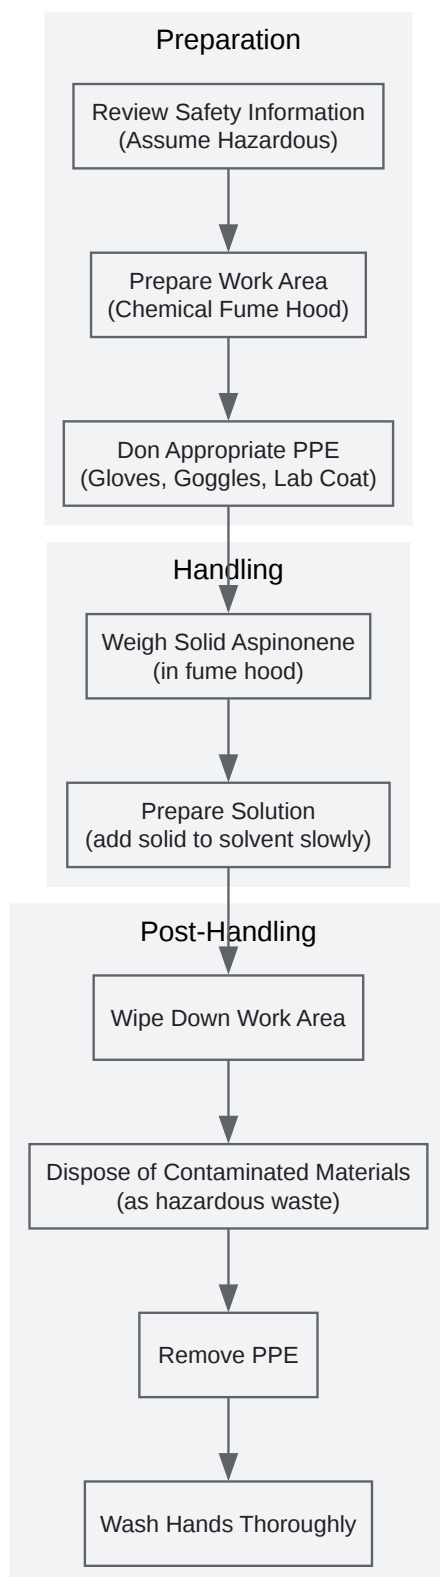 Preparation
Review Safety Information
(Assume Hazardous)
Prepare Work Area
(Chemical Fume Hood)
Don Appropriate PPE
(Gloves, Goggles, Lab Coat)
Handling
Weigh Solid Aspinonene
(in fume hood)
Prepare Solution
(add solid to solvent slowly)
Post-Handling
Wipe Down Work Area
Dispose of Contaminated Materials
(as hazardous waste)
Remove PPE
Wash Hands Thoroughly